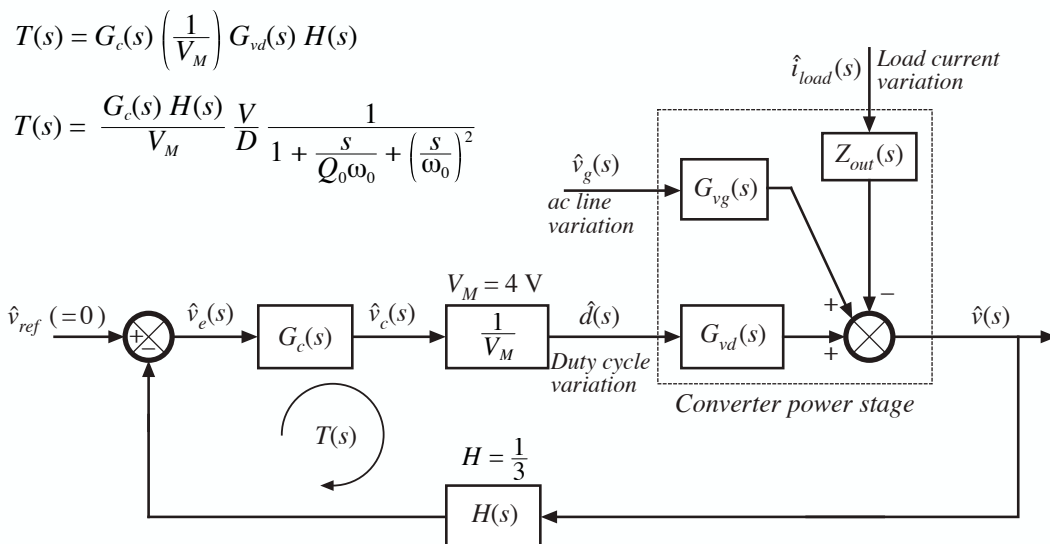 T(s) = G_c(s) (1/V_M) G_vd(s) H(s)
T(s) = (G_c(s) H(s))/V_M V/D 1/(1 + s/(Q_0ω_0) + (s/ω_0)^2)
î_load(s)
Load current
variation
Z_out(s)
v̂_g(s)
ac line
variation
G_vg(s)
V_M = 4 V
v̂_ref (=0)
+
−
v̂_e(s)
G_c(s)
v̂_c(s)
1/V_M
d̂(s)
Duty cycle
variation
G_vd(s)
+
+
−
v̂(s)
Converter power stage
T(s)
H = 1/3
H(s)